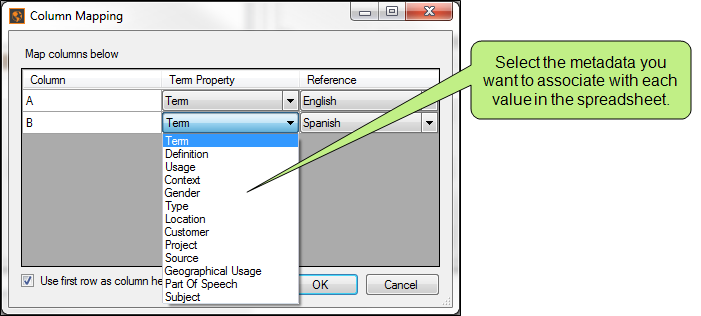 Column Mapping
Map columns below
Column Term Property Reference
A Term English
B Term Spanish
Term
Definition
Usage
Context
Gender
Type
Location
Customer
Project
Source
Geographical Usage
Part Of Speech
Subject
Use first row as column he
OK Cancel
Select the metadata you
want to associate with each
value in the spreadsheet.